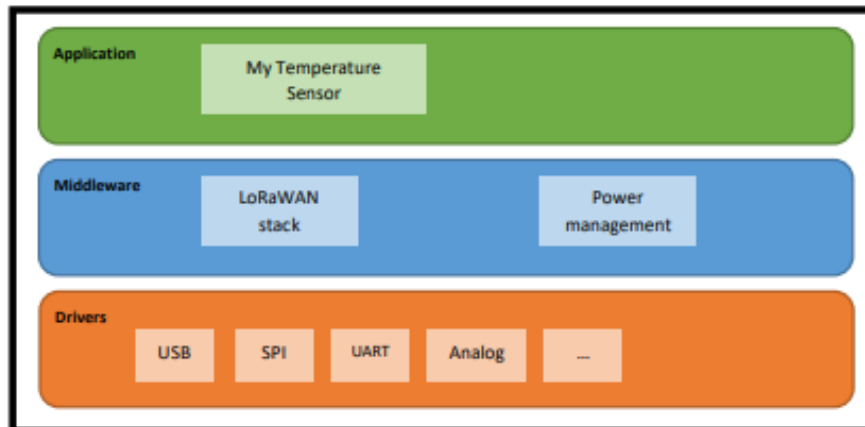 Application
My Temperature
Sensor
Middleware
LoRaWAN
stack
Power
management
Drivers
USB
SPI
UART
Analog
...